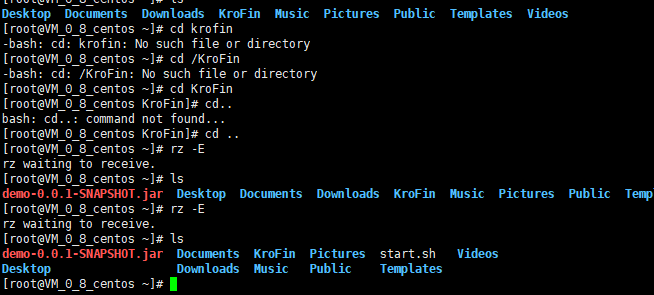 [root@VM_0_8_centos ~]# ls
Desktop Documents Downloads KroFin Music Pictures Public Templates Videos
[root@VM_0_8_centos ~]# cd krofin
-bash: cd: krofin: No such file or directory
[root@VM_0_8_centos ~]# cd /KroFin
-bash: cd: /KroFin: No such file or directory
[root@VM_0_8_centos ~]# cd KroFin
[root@VM_0_8_centos KroFin]# cd..
bash: cd..: command not found...
[root@VM_0_8_centos KroFin]# cd ..
[root@VM_0_8_centos ~]# rz -E
rz waiting to receive.
[root@VM_0_8_centos ~]# ls
demo-0.0.1-SNAPSHOT.jar Desktop Documents Downloads KroFin Music Pictures Public Temp
[root@VM_0_8_centos ~]# rz -E
rz waiting to receive.
[root@VM_0_8_centos ~]# ls
demo-0.0.1-SNAPSHOT.jar Documents KroFin Pictures start.sh Videos
Desktop Downloads Music Public Templates
[root@VM_0_8_centos ~]#